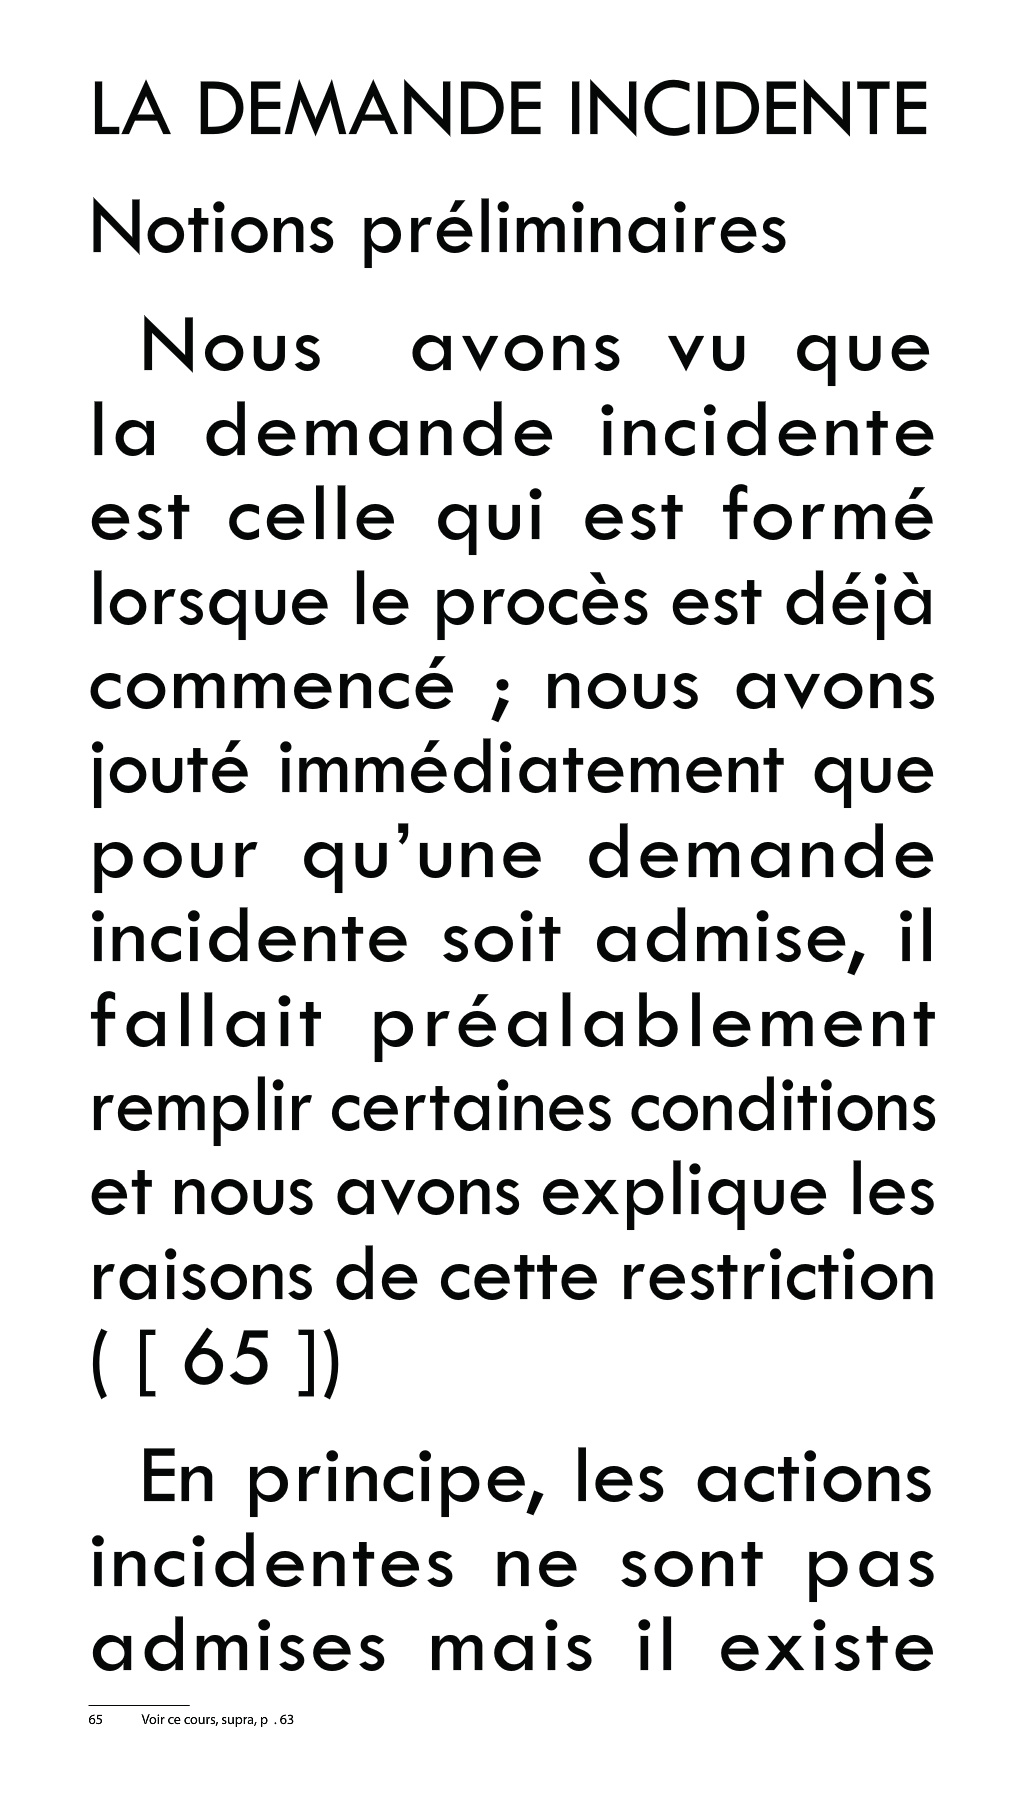 LA DEMANDE INCIDENTE
Notions préliminaires
Nous avons vu que
la demande incidente
est celle qui est formé
lorsque le procès est déjà
commencé ; nous avons
jouté immédiatement que
pour qu’une demande
incidente soit admise, il
fallait préalablement
remplir certaines conditions
et nous avons explique les
raisons de cette restriction
( [ 65 ])
En principe, les actions
incidentes ne sont pas
admises mais il existe
65 Voir ce cours, supra, p . 63